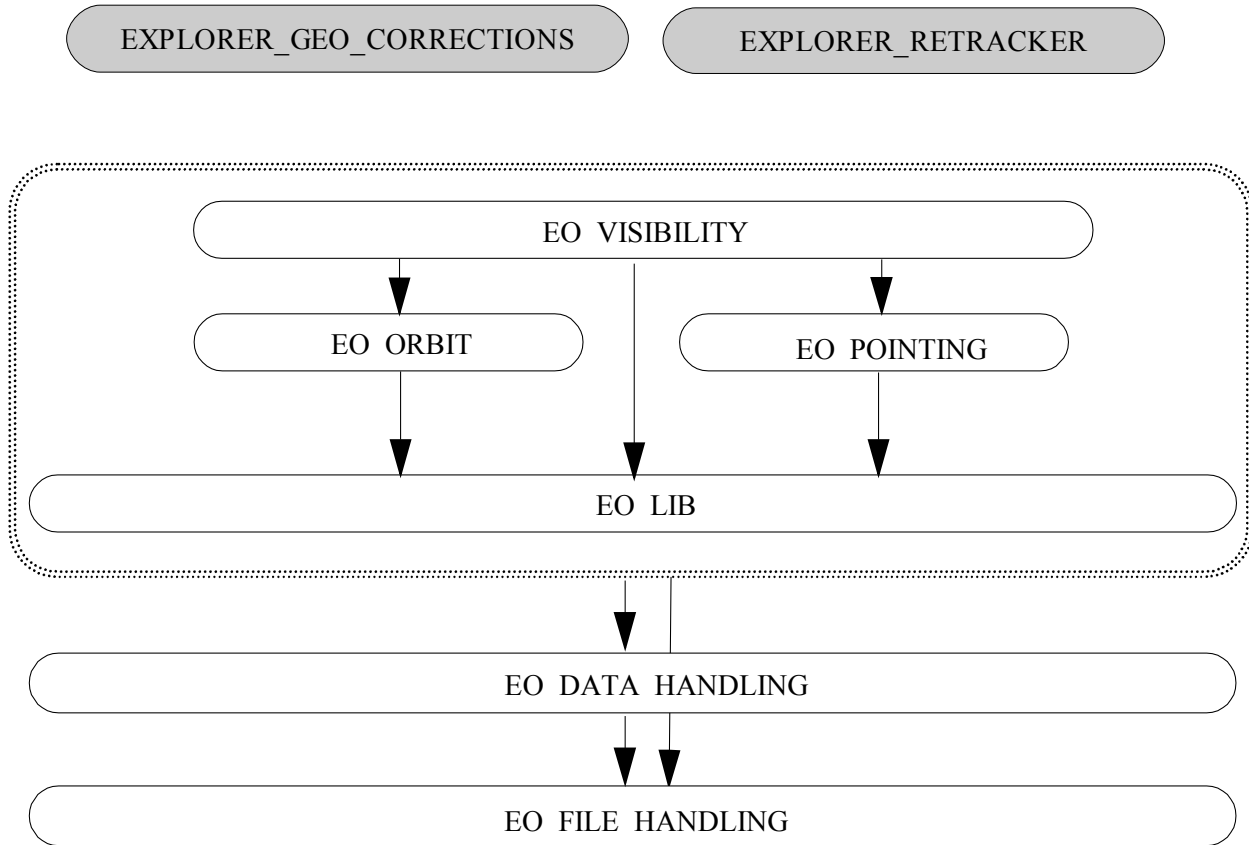 EXPLORER_GEO_CORRECTIONS
EXPLORER_RETRACKER
EO VISIBILITY
EO ORBIT
EO POINTING
EO LIB
EO DATA HANDLING
EO FILE HANDLING